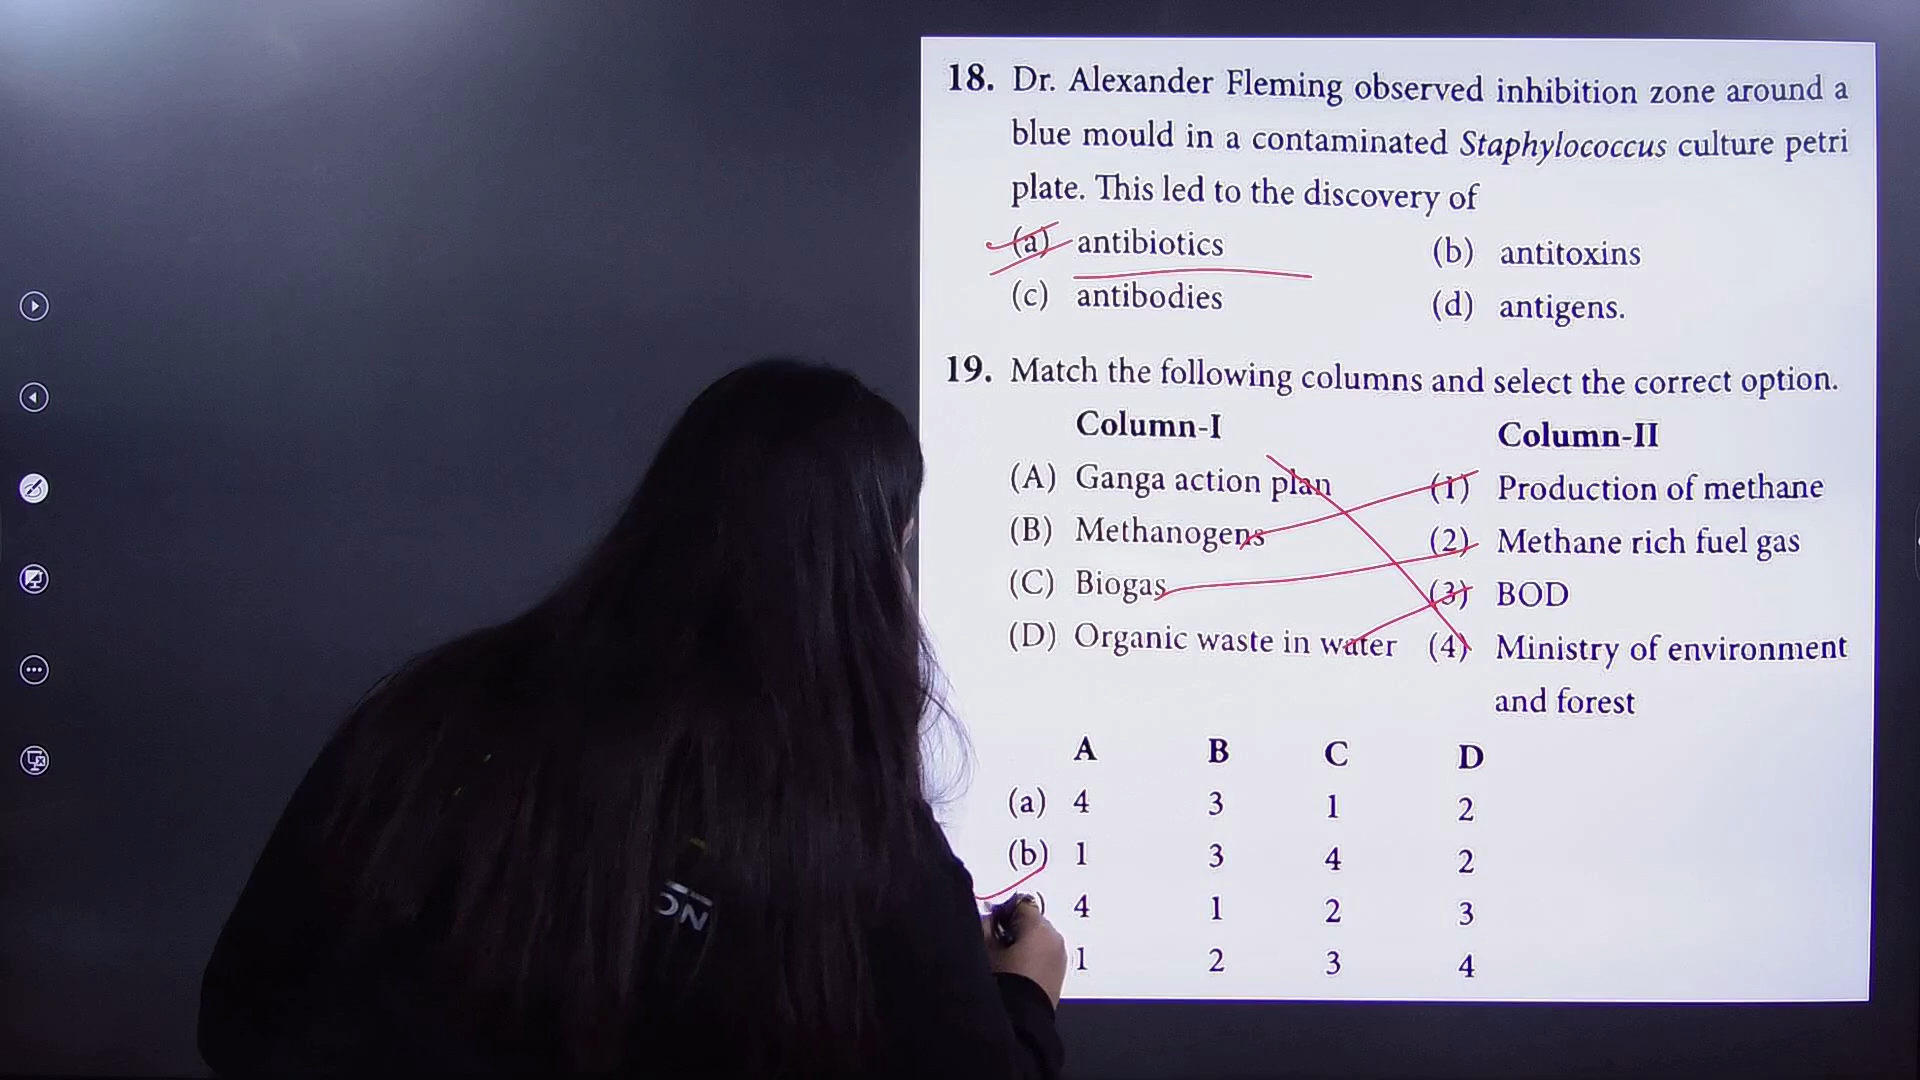 18. Dr. Alexander Fleming observed inhibition zone around a
blue mould in a contaminated Staphylococcus culture petri
plate. This led to the discovery of
(a) antibiotics (b) antitoxins
(c) antibodies (d) antigens.
19. Match the following columns and select the correct option.
Column-I Column-II
(A) Ganga action plan (1) Production of methane
(B) Methanogens (2) Methane rich fuel gas
(C) Biogas (3) BOD
(D) Organic waste in water (4) Ministry of environment
and forest
A B C D
(a) 4 3 1 2
(b) 1 3 4 2
4 1 2 3
1 2 3 4
NC